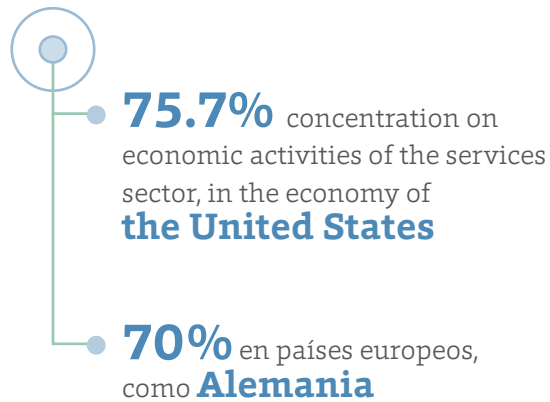 75.7% concentration on
economic activities of the services
sector, in the economy of
the United States
70% en países europeos,
como Alemania